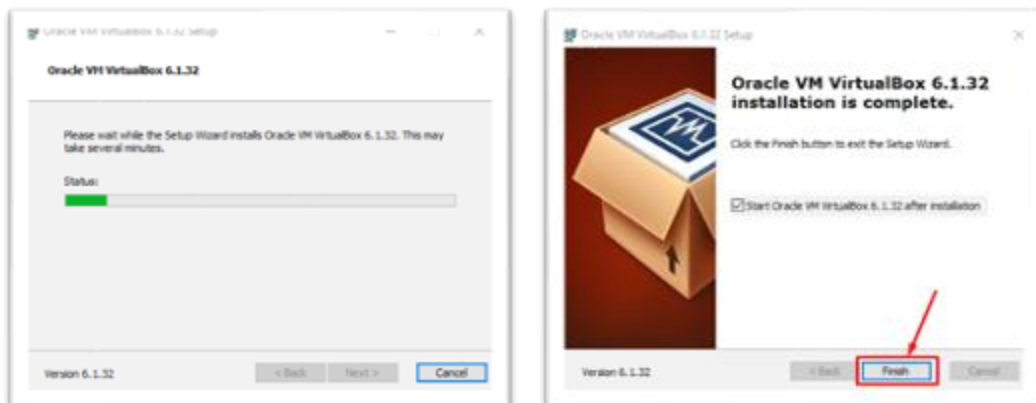 Oracle VM VirtualBox 6.1.32 Setup
Oracle VM VirtualBox 6.1.32
Please wait while the Setup Wizard installs Oracle VM VirtualBox 6.1.32. This may
take several minutes.
Status:
Version 6.1.32
< Back
Next >
Cancel
Oracle VM VirtualBox 6.1.32 Setup
Oracle VM VirtualBox 6.1.32
installation is complete.
Click the Finish button to exit the Setup Wizard.
Start Oracle VM VirtualBox 6.1.32 after installation
Version 6.1.32
< Back
Finish
Cancel